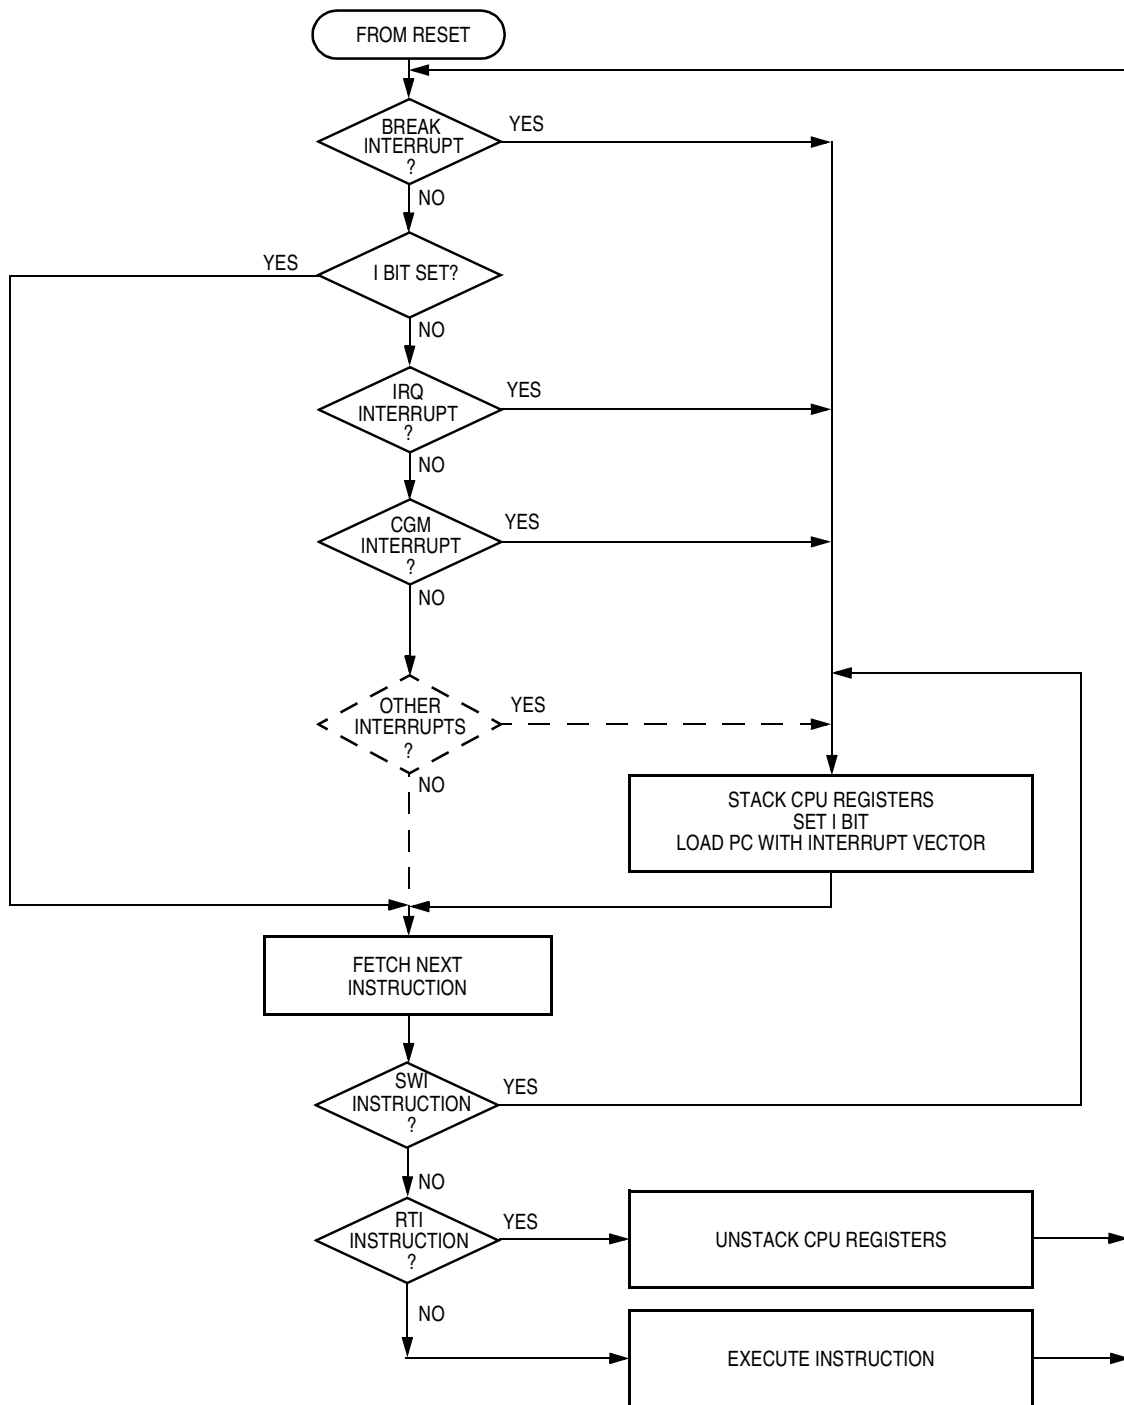 FROM RESET
BREAK
INTERRUPT
?
YES
NO
YES
I BIT SET?
NO
IRQ
INTERRUPT
?
YES
NO
CGM
INTERRUPT
?
YES
NO
OTHER
INTERRUPTS
?
YES
NO
STACK CPU REGISTERS
SET I BIT
LOAD PC WITH INTERRUPT VECTOR
FETCH NEXT
INSTRUCTION
SWI
INSTRUCTION
?
YES
NO
RTI
INSTRUCTION
?
YES
UNSTACK CPU REGISTERS
NO
EXECUTE INSTRUCTION